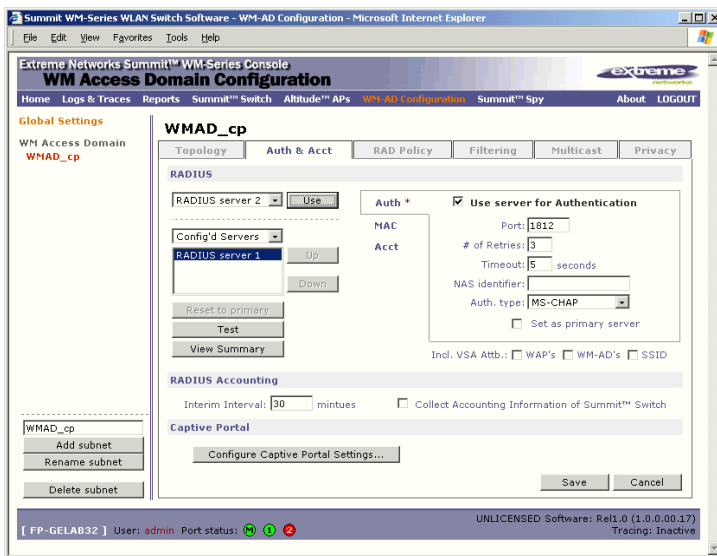 Summit WM-Series WLAN Switch Software - WM-AD Configuration - Microsoft Internet Explorer
File Edit View Favorites Tools Help
Extreme Networks Summit™ WM-Series Console
WM Access Domain Configuration
extreme networks
Home Logs & Traces Reports Summit™ Switch Altitude™ APs WM-AD Configuration Summit™ Spy About LOGOUT
Global Settings
WM Access Domain
WMAD_cp
WMAD_cp
Topology Auth & Acct RAD Policy Filtering Multicast Privacy
RADIUS
RADIUS server 2 Use
Config'd Servers
RADIUS server 1
Up
Down
Reset to primary
Test
View Summary
Auth *
MAC
Acct
Use server for Authentication
Port: 1812
# of Retries: 3
Timeout: 5 seconds
NAS identifier:
Auth. type: MS-CHAP
Set as primary server
Incl. VSA Attb.: WAP's WM-AD's SSID
RADIUS Accounting
Interim Interval: 30 mintues Collect Accounting Information of Summit™ Switch
Captive Portal
Configure Captive Portal Settings...
Save Cancel
WMAD_cp
Add subnet
Rename subnet
Delete subnet
[ FP-GELAB32 ] User: admin Port status: M 1 2
UNLICENSED Software: Rel1.0 (1.0.0.00.17)
Tracing: Inactive